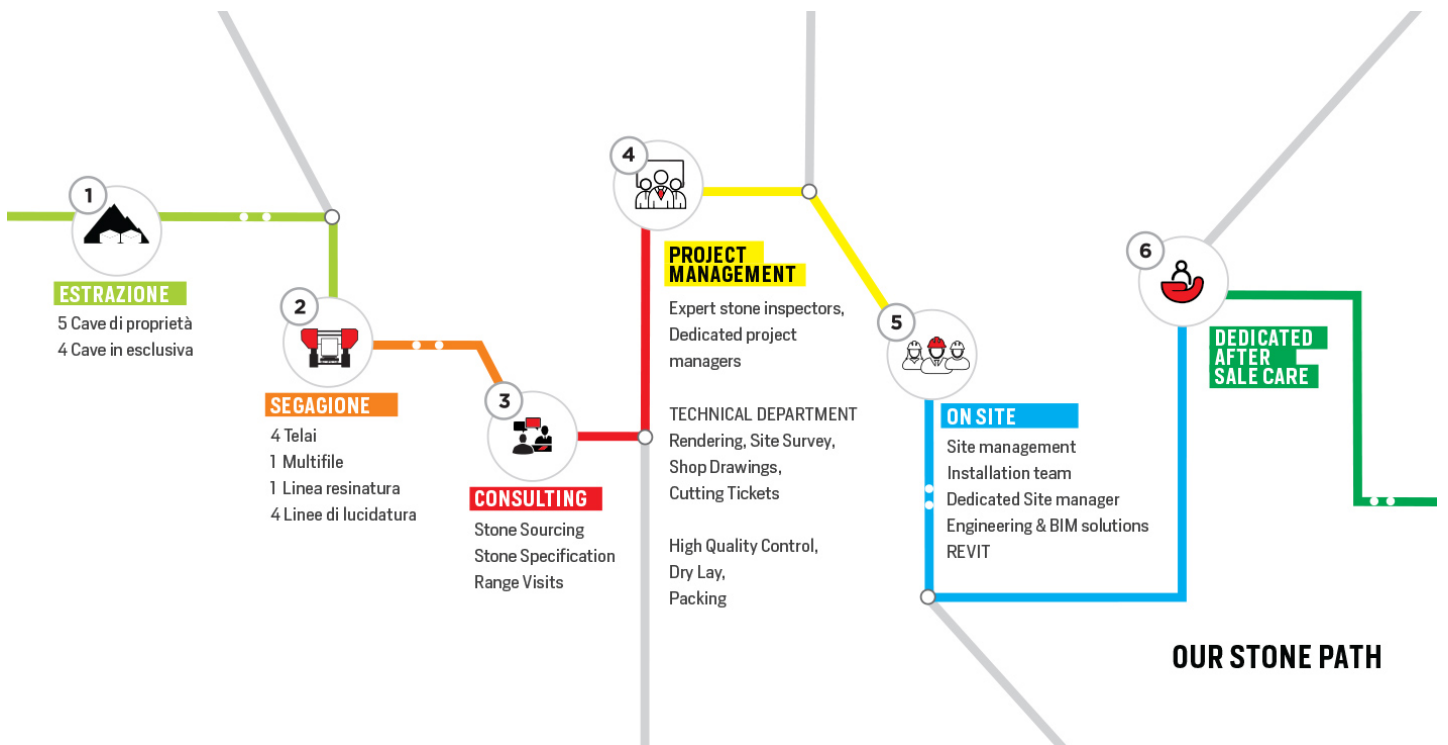 1
ESTRAZIONE
5 Cave di proprietà
4 Cave in esclusiva
2
SEGAGIONE
4 Telai
1 Multifile
1 Linea resinatura
4 Linee di lucidatura
3
CONSULTING
Stone Sourcing
Stone Specification
Range Visits
4
PROJECT
MANAGEMENT
Expert stone inspectors,
Dedicated project
managers
TECHNICAL DEPARTMENT
Rendering, Site Survey,
Shop Drawings,
Cutting Tickets
High Quality Control,
Dry Lay,
Packing
5
ON SITE
Site management
Installation team
Dedicated Site manager
Engineering & BIM solutions
REVIT
6
DEDICATED
AFTER
SALE CARE
OUR STONE PATH